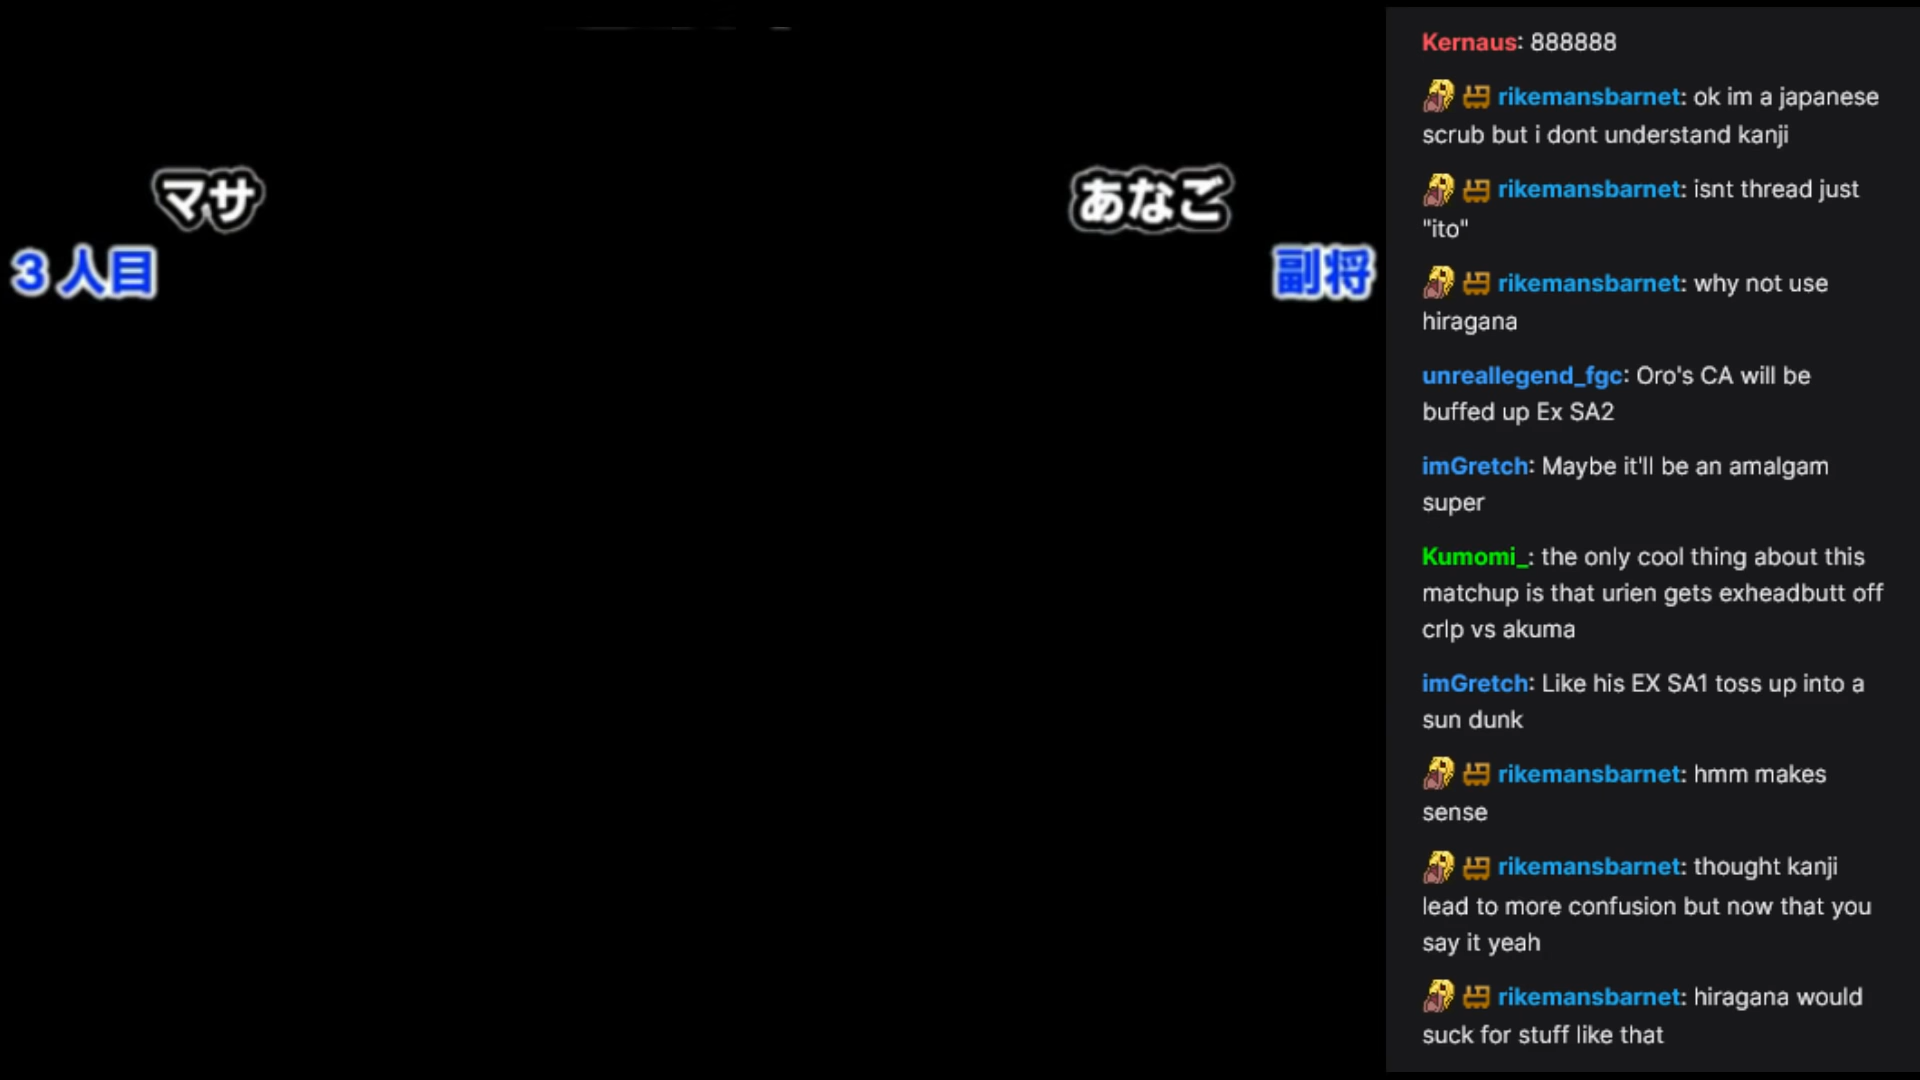 マサ
3人目
あなご
副将
Kernaus: 888888
rikemansbarnet: ok im a japanese
scrub but i dont understand kanji
rikemansbarnet: isnt thread just
"ito"
rikemansbarnet: why not use
hiragana
unreallegend_fgc: Oro's CA will be
buffed up Ex SA2
imGretch: Maybe it'll be an amalgam
super
Kumomi_: the only cool thing about this
matchup is that urien gets exheadbutt off
crlp vs akuma
imGretch: Like his EX SA1 toss up into a
sun dunk
rikemansbarnet: hmm makes
sense
rikemansbarnet: thought kanji
lead to more confusion but now that you
say it yeah
rikemansbarnet: hiragana would
suck for stuff like that